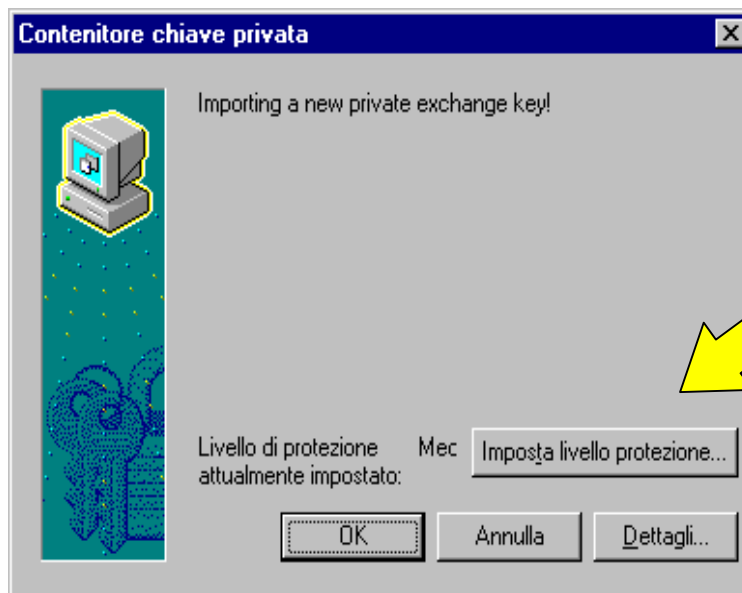 Contenitore chiave privata
Importing a new private exchange key!
Livello di protezione Mec
attualmente impostato:
Imposta livello protezione...
OK Annulla Dettagli...